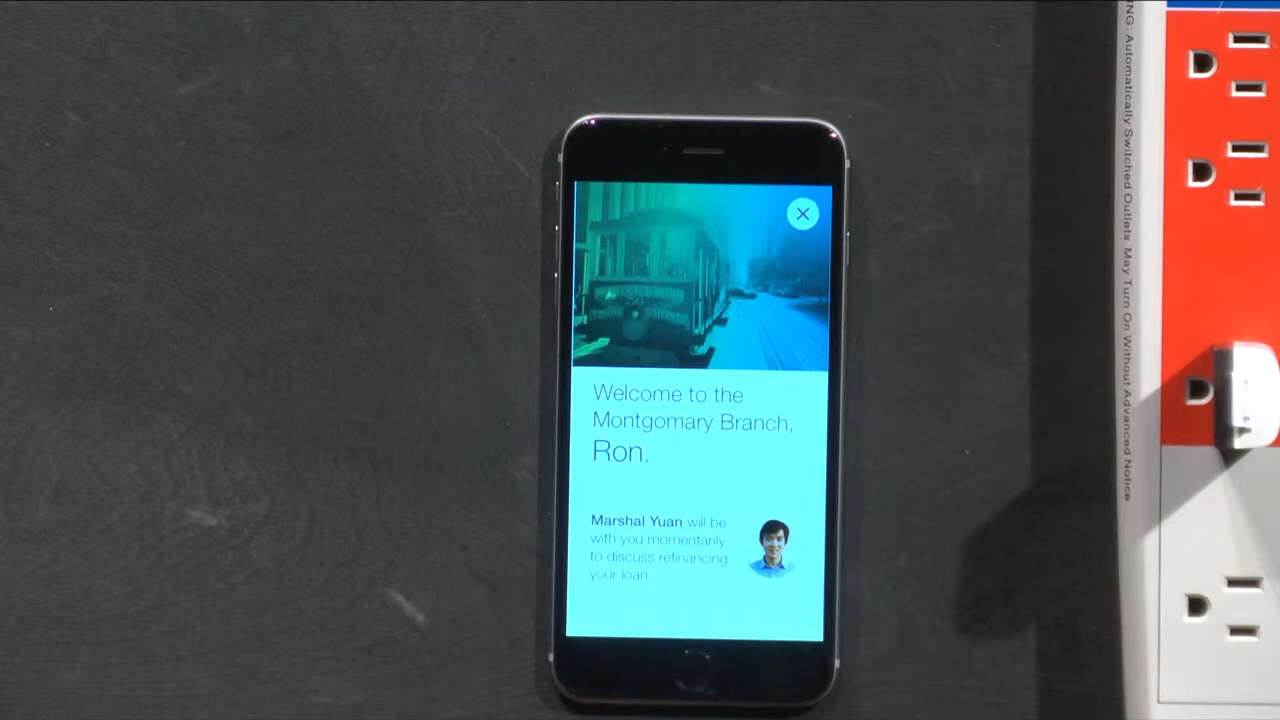 Welcome to the
Montgomary Branch,
Ron.
Marshal Yuan will be
with you momentarily
to discuss refinancing
your loan.
NG: Automatically Switched Outlets May Turn On Without Advanced Notice